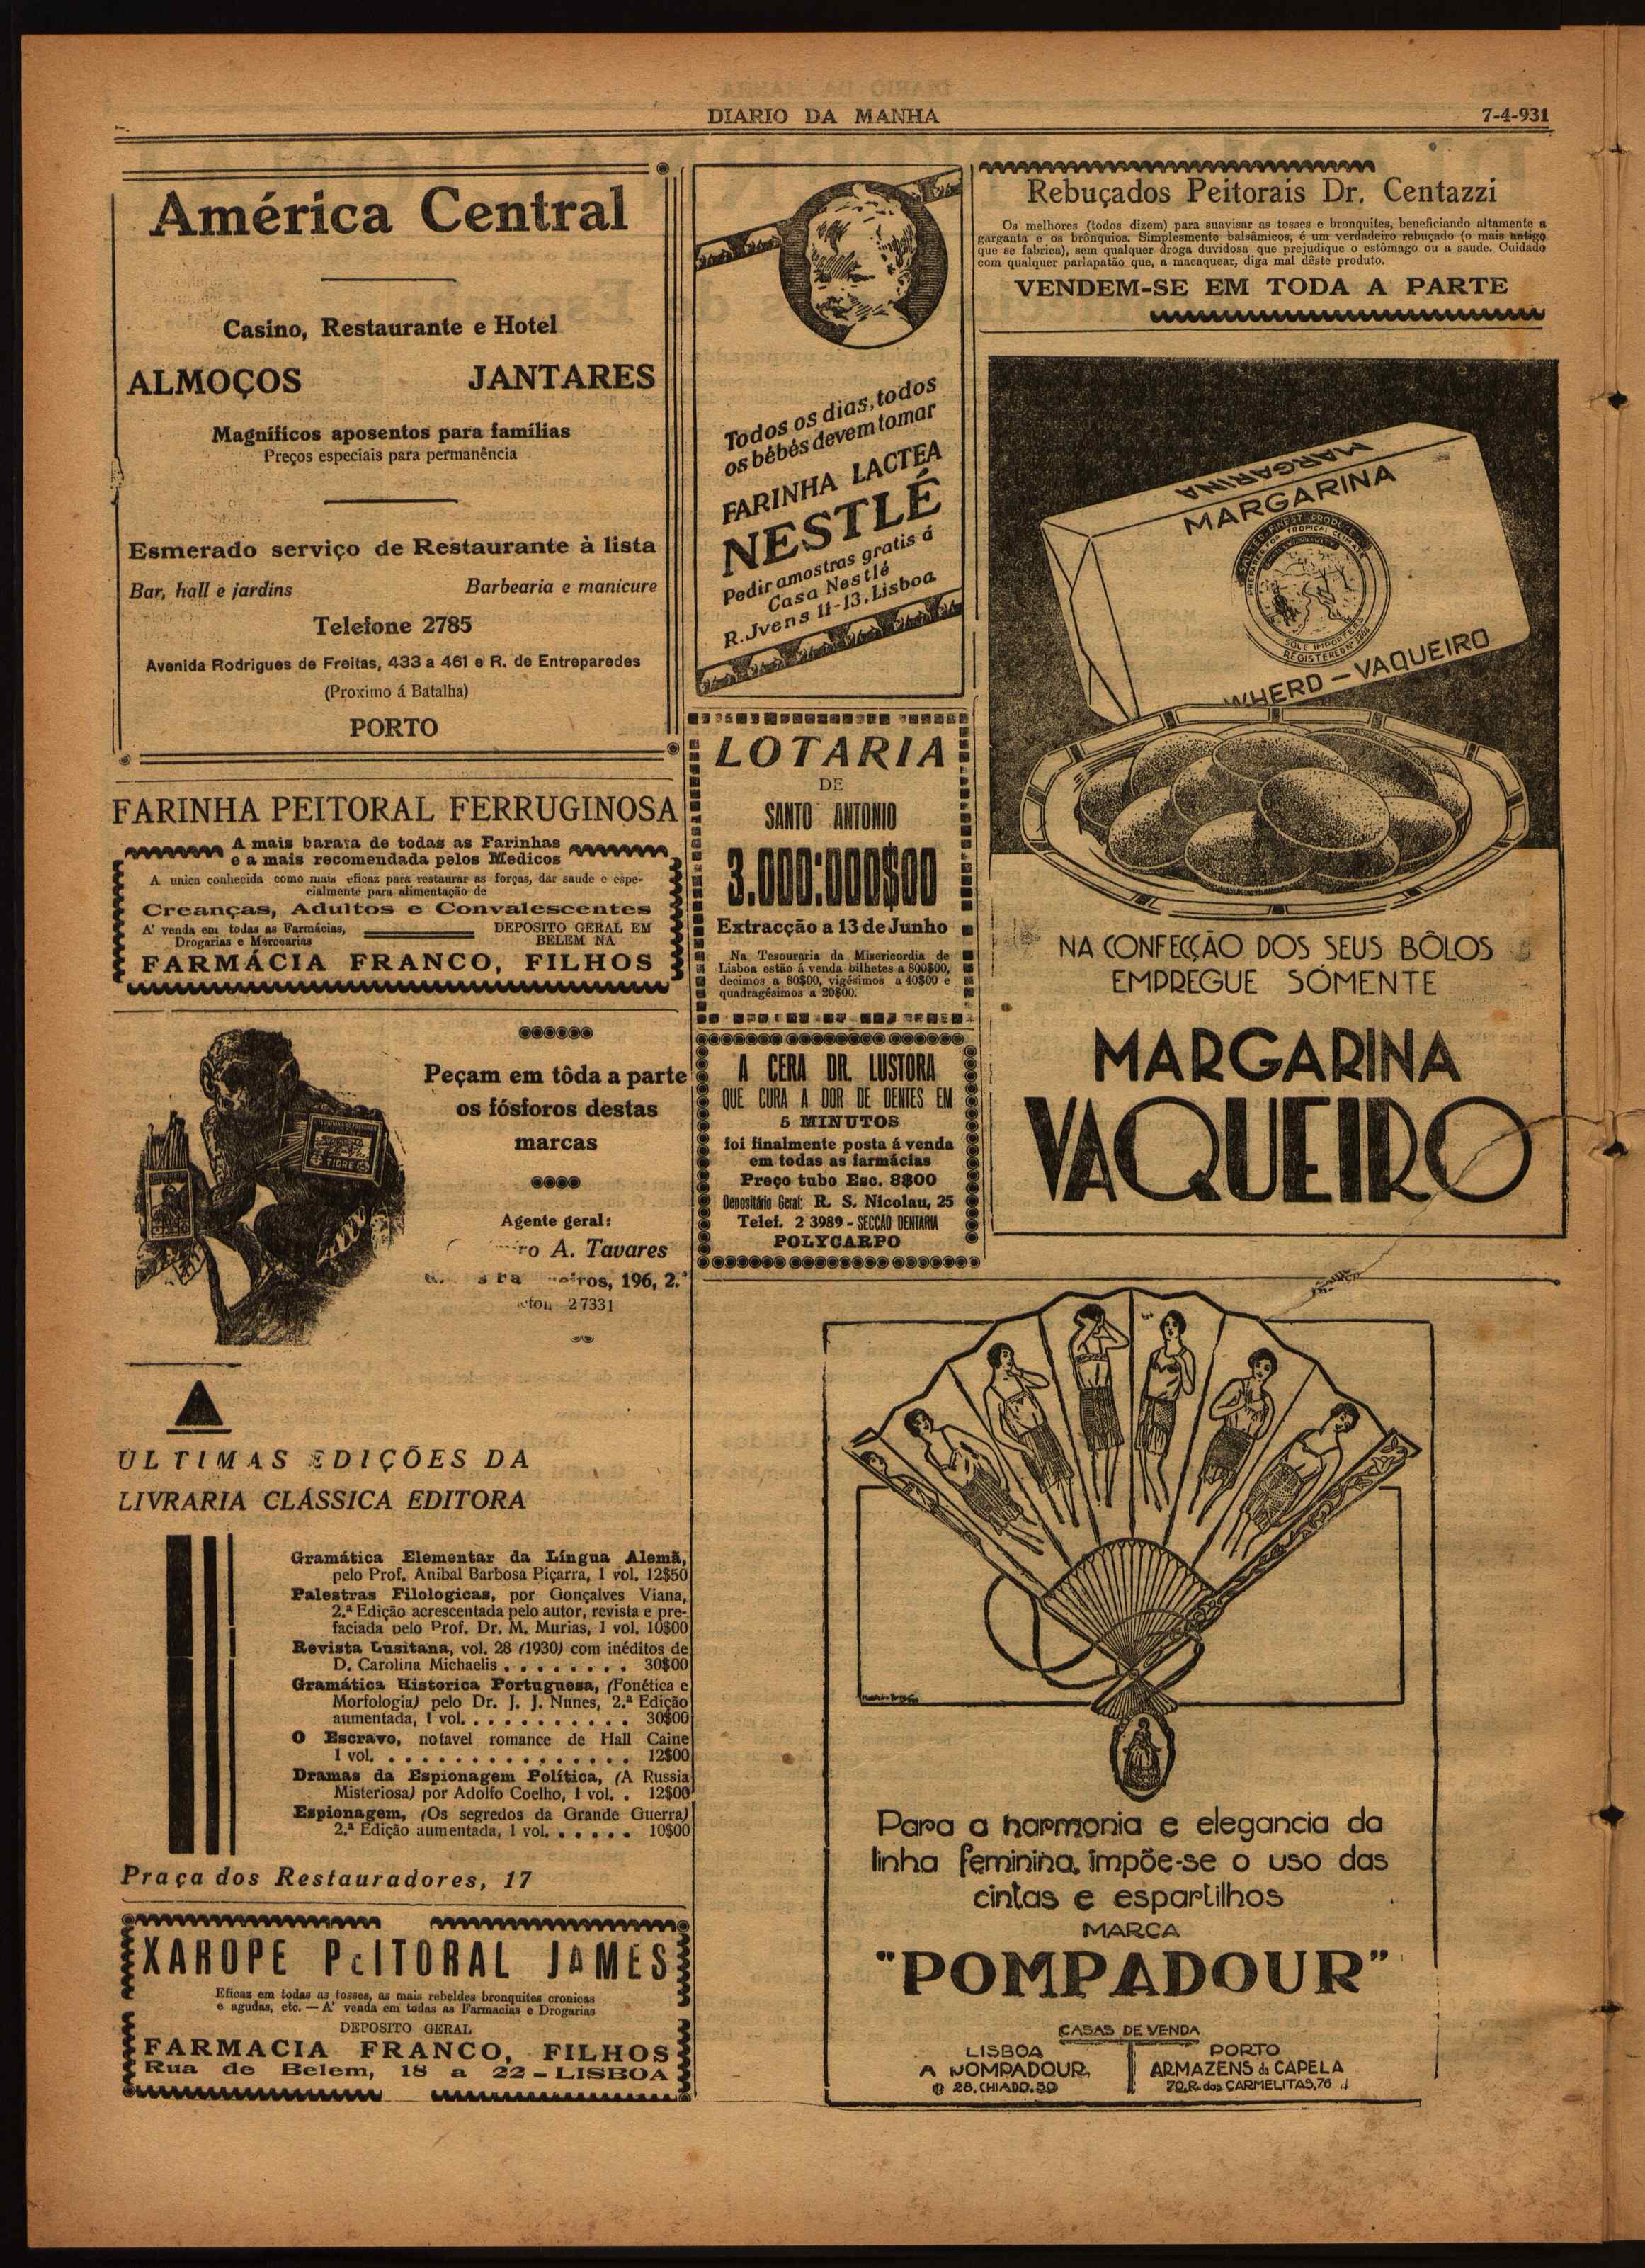 DIARIO DA MANHA
7-4-931
América Central
Casino, Restaurante e Hotel
ALMOÇOS JANTARES
Magníficos aposentos para famílias
Preços especiais para permanência
Esmerado serviço de Restaurante à lista
Bar, hall e jardins Barbearia e manicure
Telefone 2785
Avenida Rodrigues de Freitas, 433 a 461 e R. de Entreparedes
(Proximo á Batalha)
PORTO
FARINHA PEITORAL FERRUGINOSA
A mais barata de todas as Farinhas
e a mais recomendada pelos Medicos
A unica conhecida como mais eficaz para restaurar as forças, dar saude e espe-
cialmente para alimentação de
Creanças, Adultos e Convalescentes
A' venda em todas as Farmácias,
Drogarias e Mercearias
DEPOSITO GERAL EM
BELEM NA
FARMÁCIA FRANCO, FILHOS
TIGRE
Peçam em tôda a parte
os fósforos destas
marcas
Agente geral:
A. Tavares
196, 2.º
27331
ULTIMAS EDIÇÕES DA
LIVRARIA CLÁSSICA EDITORA
Gramática Elementar da Língua Alemã,
pelo Prof. Anibal Barbosa Piçarra, 1 vol. 12$50
Palestras Filologicas, por Gonçalves Viana,
2.ª Edição acrescentada pelo autor, revista e pre-
faciada pelo Prof. Dr. M. Murias, 1 vol. 10$00
Revista Lusitana, vol. 28 (1930) com inéditos de
D. Carolina Michaelis . . . . . . . . 30$00
Gramática Historica Portuguesa, (Fonética e
Morfologia) pelo Dr. J. J. Nunes, 2.ª Edição
aumentada, 1 vol. . . . . . . . . . . 30$00
O Escravo, notavel romance de Hall Caine
1 vol. . . . . . . . . . . . . . . . 12$00
Dramas da Espionagem Política, (A Russia
Misteriosa) por Adolfo Coelho, 1 vol. . 12$00
Espionagem, (Os segredos da Grande Guerra)
2.ª Edição aumentada, 1 vol. . . . . . 10$00
Praça dos Restauradores, 17
XAROPE PEITORAL JAMES
Eficaz em todas as tosses, as mais rebeldes bronquites cronicas
e agudas, etc. — A' venda em todas as Farmacias e Drogarias
DEPOSITO GERAL
FARMACIA FRANCO, FILHOS
Rua de Belem, 18 a 22 – LISBOA
Todos os dias, todos
os bébés devem tomar
FARINHA LACTEA
NESTLÉ
Pedir amostras gratis á
Casa Nestlé
R. Jvens 11-13, Lisboa
LOTARIA
DE
SANTO ANTONIO
3.000:000$00
Extracção a 13 de Junho
Na Tesouraria da Misericordia de
Lisboa estão á venda bilhetes a 800$00,
decimos a 80$00, vigésimos a 40$00 e
quadragésimos a 20$00.
A CERA DR. LUSTORA
QUE CURA A DOR DE DENTES EM
5 MINUTOS
foi finalmente posta á venda
em todas as farmácias
Preço tubo Esc. 8$00
Depositário Geral: R. S. Nicolau, 25
Telef. 2 3989 - SECCÃO DENTARIA
POLYCARPO
Rebuçados Peitorais Dr. Centazzi
Os melhores (todos dizem) para suavisar as tosses e bronquites, beneficiando altamente a
garganta e os brônquios. Simplesmente balsâmicos, é um verdadeiro rebuçado (o mais antigo
que se fabrica), sem qualquer droga duvidosa que prejudique o estômago ou a saude. Cuidado
com qualquer parlapatão que, a macaquear, diga mal dêste produto.
VENDEM-SE EM TODA A PARTE
MARGARINA
MARGARINA
FINEST PRODUCE
TROPICAL CLIMATE
SOLE IMPORTERS
REGISTERED Nº 1204
WHERD – VAQUEIRO
NA CONFECÇÃO DOS SEUS BÔLOS
EMPREGUE SÓMENTE
MARGARINA
VAQUEIRO
Para a harmonia e elegancia da
linha feminina, impõe-se o uso das
cintas e espartilhos
MARCA
"POMPADOUR"
CASAS DE VENDA
LISBOA
A POMPADOUR,
28, CHIADO, 30
PORTO
ARMAZENS da CAPELA
70, R. das CARMELITAS, 76